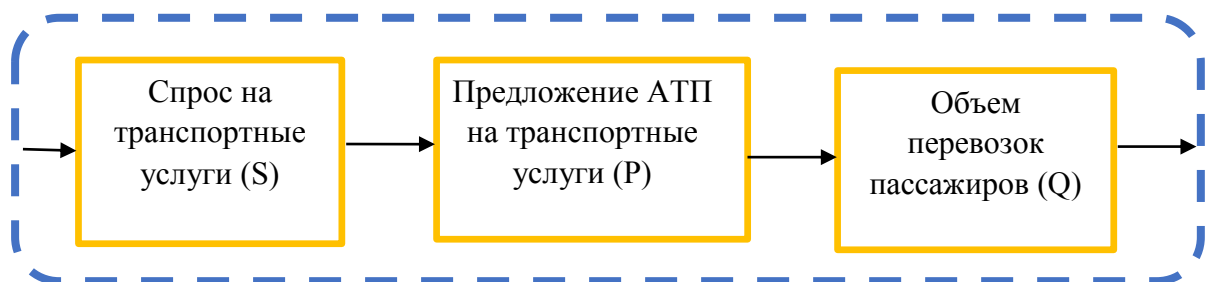 Спрос на
транспортные
услуги (S)
Предложение АТП
на транспортные
услуги (P)
Объем
перевозок
пассажиров (Q)